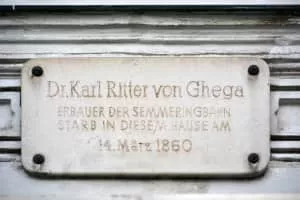 Dr. Karl Ritter von Ghega
ERBAUER DER SEMMERINGBAHN
STARB IN DIESEM HAUSE AM
14. März 1860